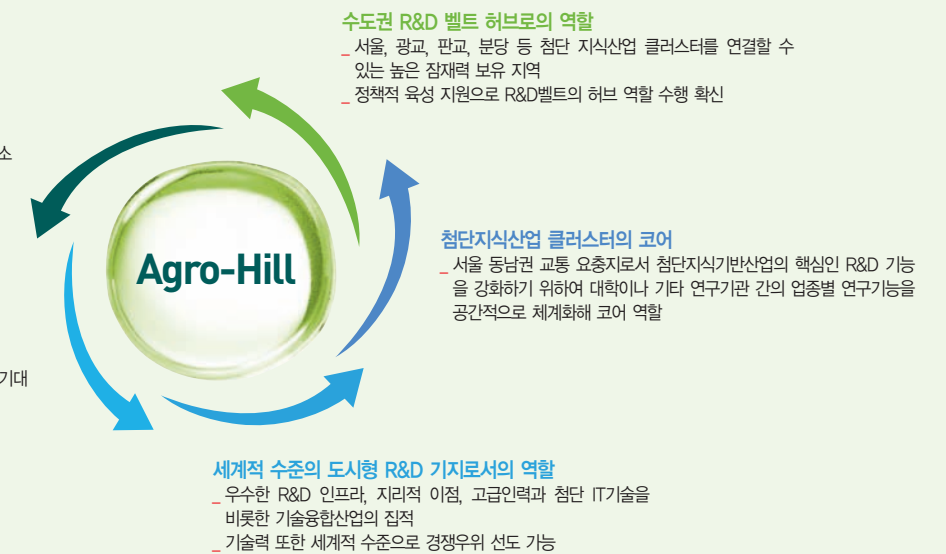 수도권 R&D 벨트 허브로의 역할
_ 서울, 광교, 판교, 분당 등 첨단 지식산업 클러스터를 연결할 수
있는 높은 잠재력 보유 지역
_ 정책적 육성 지원으로 R&D벨트의 허브 역할 수행 확신
소
Agro-Hill
첨단지식산업 클러스터의 코어
_ 서울 동남권 교통 요충지로서 첨단지식기반산업의 핵심인 R&D 기능
을 강화하기 위하여 대학이나 기타 연구기관 간의 업종별 연구기능을
공간적으로 체계화해 코어 역할
기대
세계적 수준의 도시형 R&D 기지로서의 역할
_ 우수한 R&D 인프라, 지리적 이점, 고급인력과 첨단 IT기술을
비롯한 기술융합산업의 집적
_ 기술력 또한 세계적 수준으로 경쟁우위 선도 가능